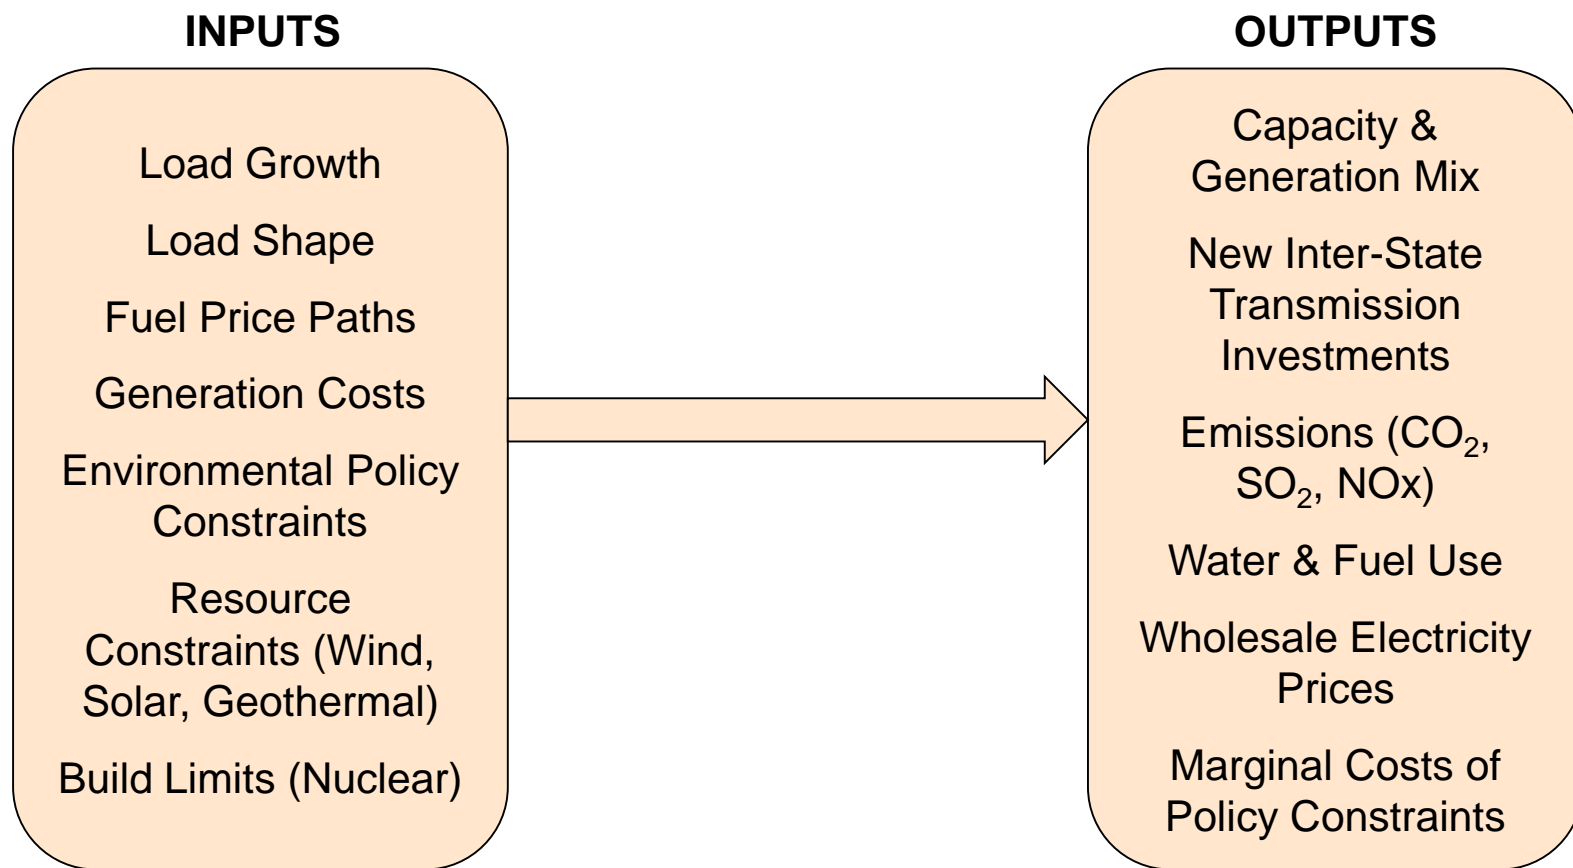 INPUTS
Load Growth
Load Shape
Fuel Price Paths
Generation Costs
Environmental Policy
Constraints
Resource
Constraints (Wind,
Solar, Geothermal)
Build Limits (Nuclear)
OUTPUTS
Capacity &
Generation Mix
New Inter-State
Transmission
Investments
Emissions (CO₂,
SO₂, NOx)
Water & Fuel Use
Wholesale Electricity
Prices
Marginal Costs of
Policy Constraints